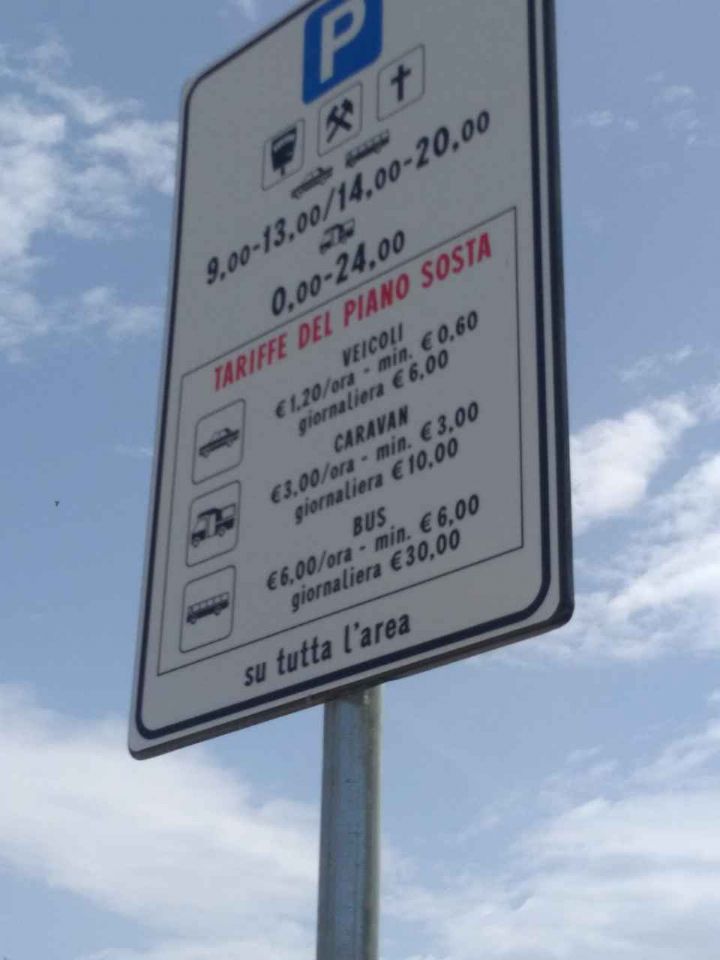 P
9,00-13,00/14,00-20,00
0,00-24,00
TARIFFE DEL PIANO SOSTA
VEICOLI
€1,20/ora - min. €0,60
giornaliera €6,00
CARAVAN
€3,00/ora - min. €3,00
giornaliera €10,00
BUS
€6,00/ora - min. €6,00
giornaliera €30,00
su tutta l'area